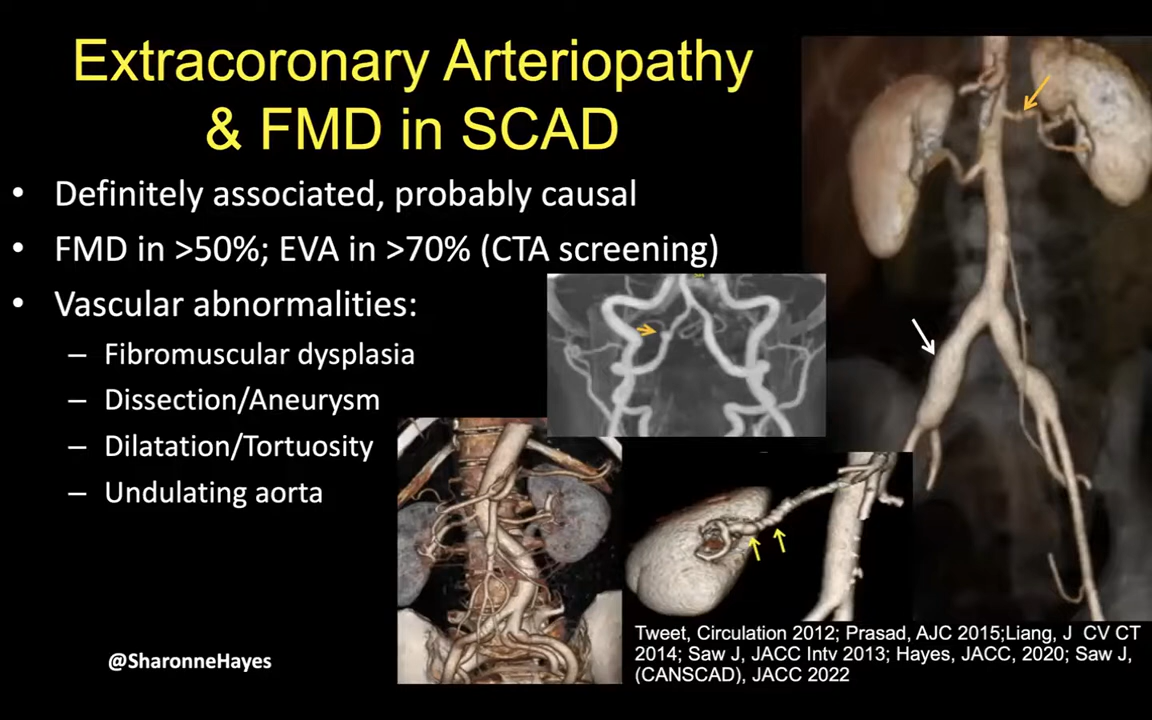 Extracoronary Arteriopathy
& FMD in SCAD
• Definitely associated, probably causal
• FMD in >50%; EVA in >70% (CTA screening)
• Vascular abnormalities:
– Fibromuscular dysplasia
– Dissection/Aneurysm
– Dilatation/Tortuosity
– Undulating aorta
Tweet, Circulation 2012; Prasad, AJC 2015;Liang, J CV CT
2014; Saw J, JACC Intv 2013; Hayes, JACC, 2020; Saw J,
(CANSCAD), JACC 2022
@SharonneHayes